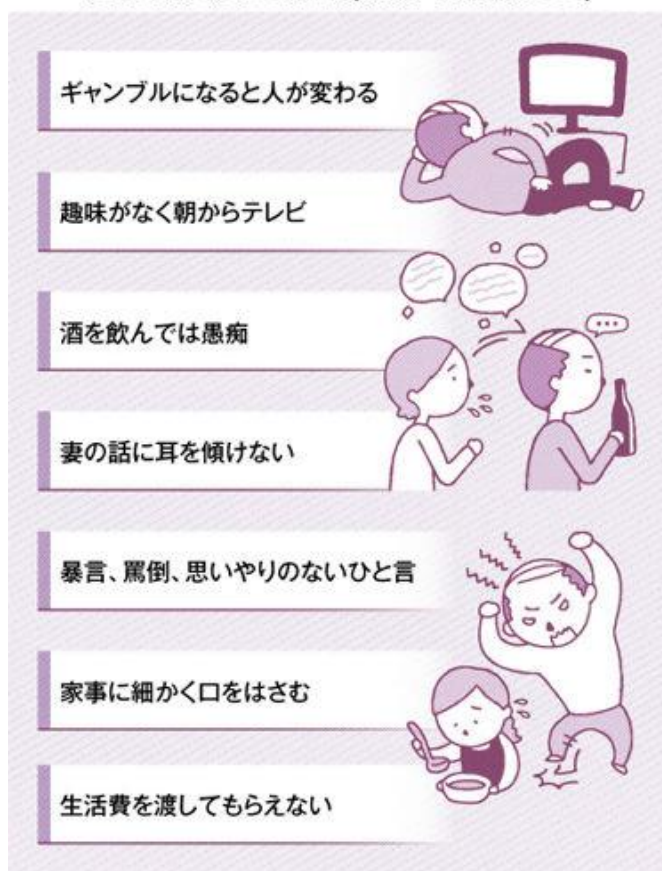 ギャンブルになると人が変わる
趣味がなく朝からテレビ
酒を飲んでは愚痴
妻の話に耳を傾けない
暴言、罵倒、思いやりのないひと言
家事に細かく口をはさむ
生活費を渡してもらえない